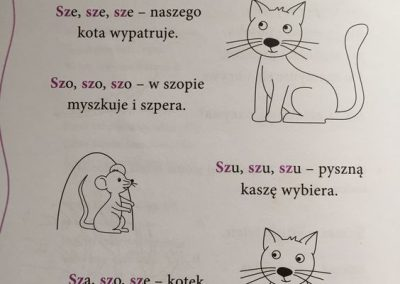 Sze, sze, sze – naszego
kota wypatruje.
Szo, szo, szo – w szopie
myszkuje i szpera.
Szu, szu, szu – pyszną
kaszę wybiera.
Sza, szo, sze – kotek